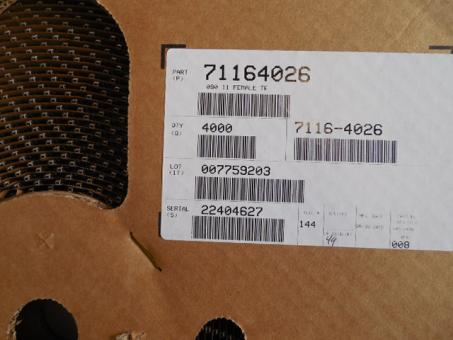 PART
(P)
71164026
090 II FEMALE TE
QTY
(Q)
4000
7116-4026
LOT
(1T)
007759203
SERIAL
(S)
22404627
144
008